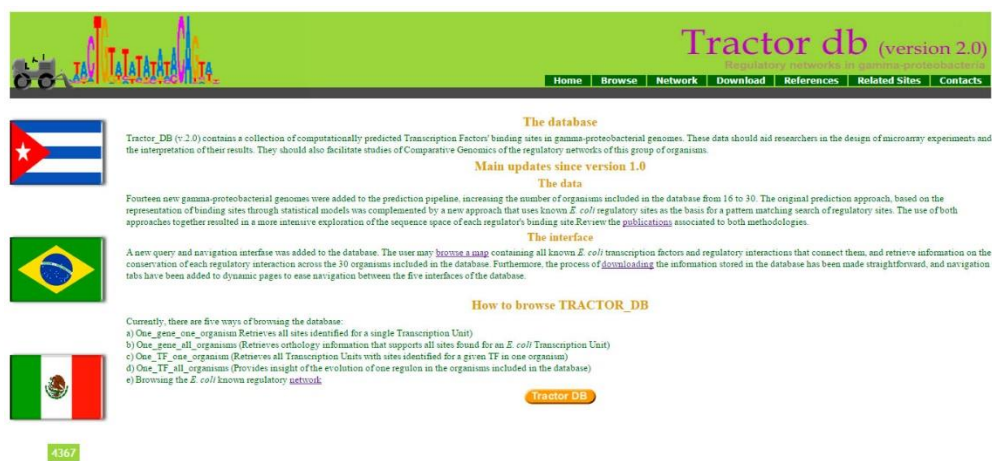 TACTGTATATATATACAGTA
Tractor db (version 2.0)
Regulatory networks in gamma-proteobacteria
Home Browse Network Download References Related Sites Contacts
The database
Tractor_DB (v.2.0) contains a collection of computationally predicted Transcription Factors' binding sites in gamma-proteobacterial genomes. These data should aid researchers in the design of microarray experiments and
the interpretation of their results. They should also facilitate studies of Comparative Genomics of the regulatory networks of this group of organisms.
Main updates since version 1.0
The data
Fourteen new gamma-proteobacterial genomes were added to the prediction pipeline, increasing the number of organisms included in the database from 16 to 30. The original prediction approach, based on the
representation of binding sites through statistical models was complemented by a new approach that uses known E. coli regulatory sites as the basis for a pattern matching search of regulatory sites. The use of both
approaches together resulted in a more intensive exploration of the sequence space of each regulator's binding site.Review the publications associated to both methodologies.
The interface
A new query and navigation interface was added to the database. The user may browse a map containing all known E. coli transcription factors and regulatory interactions that connect them, and retrieve information on the
conservation of each regulatory interaction across the 30 organisms included in the database. Furthermore, the process of downloading the information stored in the database has been made straightforward, and navigation
tabs have been added to dynamic pages to ease navigation between the five interfaces of the database.
How to browse TRACTOR_DB
Currently, there are five ways of browsing the database:
a) One_gene_one_organism Retrieves all sites identified for a single Transcription Unit)
b) One_gene_all_organisms (Retrieves orthology information that supports all sites found for an E. coli Transcription Unit)
c) One_TF_one_organism (Retrieves all Transcription Units with sites identified for a given TF in one organism)
d) One_TF_all_organisms (Provides insight of the evolution of one regulon in the organisms included in the database)
e) Browsing the E. coli known regulatory network
Tractor DB
4367